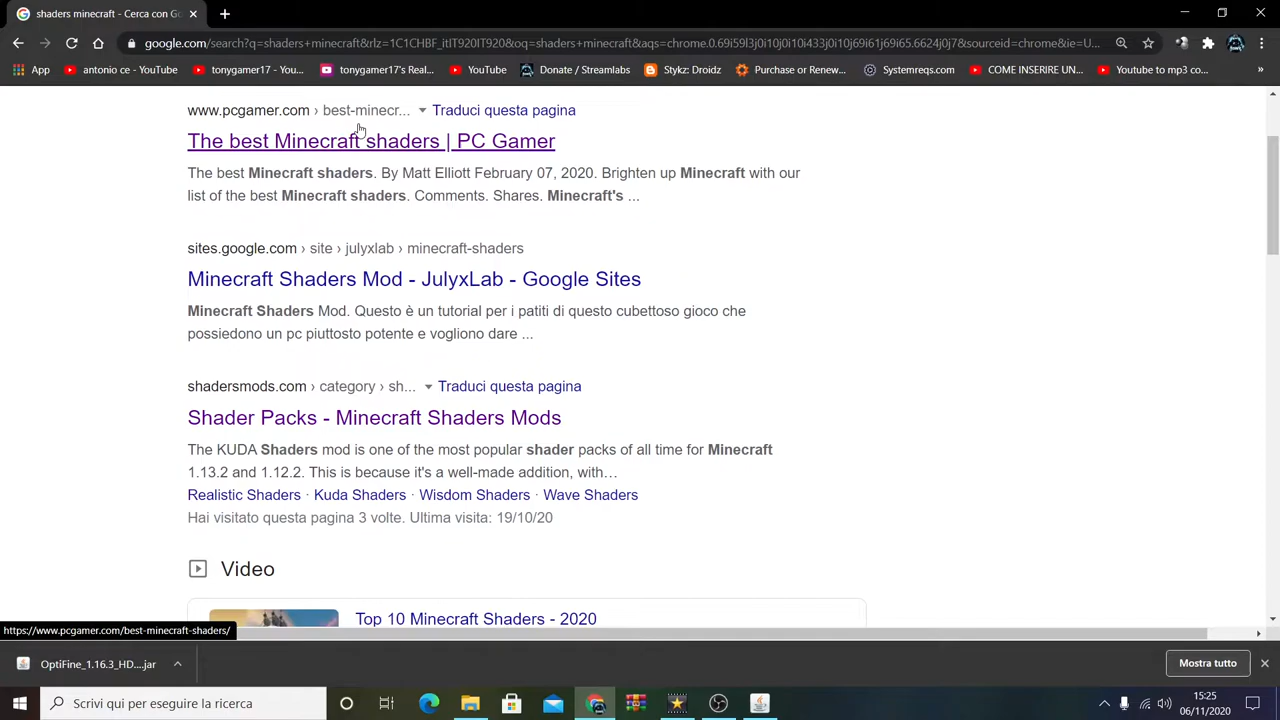 shaders minecraft - Cerca con Go
google.com/search?q=shaders+minecraft&rlz=1C1CHBF_itIT920IT920&oq=shaders+minecraft&aqs=chrome.0.69i59l3j0i10j0i10i433j0i10j69i61j69i65.6624j0j7&sourceid=chrome&ie=U...
App antonio ce - YouTube tonygamer17 - You... tonygamer17's Real... YouTube Donate / Streamlabs Stykz: Droidz Purchase or Renew... Systemreqs.com COME INSERIRE UN... Youtube to mp3 co... »
www.pcgamer.com › best-minecr... Traduci questa pagina
The best Minecraft shaders | PC Gamer
The best Minecraft shaders. By Matt Elliott February 07, 2020. Brighten up Minecraft with our
list of the best Minecraft shaders. Comments. Shares. Minecraft's ...
sites.google.com › site › julyxlab › minecraft-shaders
Minecraft Shaders Mod - JulyxLab - Google Sites
Minecraft Shaders Mod. Questo è un tutorial per i patiti di questo cubettoso gioco che
possiedono un pc piuttosto potente e vogliono dare ...
shadersmods.com › category › sh... Traduci questa pagina
Shader Packs - Minecraft Shaders Mods
The KUDA Shaders mod is one of the most popular shader packs of all time for Minecraft
1.13.2 and 1.12.2. This is because it's a well-made addition, with…
Realistic Shaders · Kuda Shaders · Wisdom Shaders · Wave Shaders
Hai visitato questa pagina 3 volte. Ultima visita: 19/10/20
Video
Top 10 Minecraft Shaders - 2020
https://www.pcgamer.com/best-minecraft-shaders/
OptiFine_1.16.3_HD....jar
Mostra tutto
Scrivi qui per eseguire la ricerca
15:25
06/11/2020